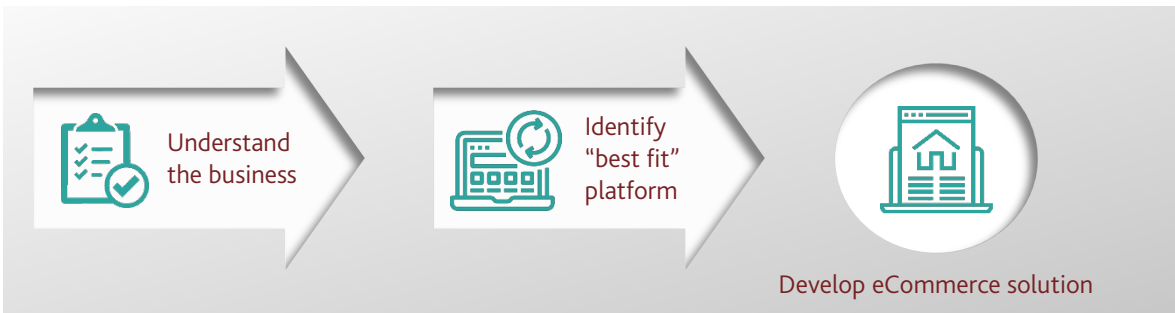 Understand
the business
Identify
“best fit”
platform
Develop eCommerce solution